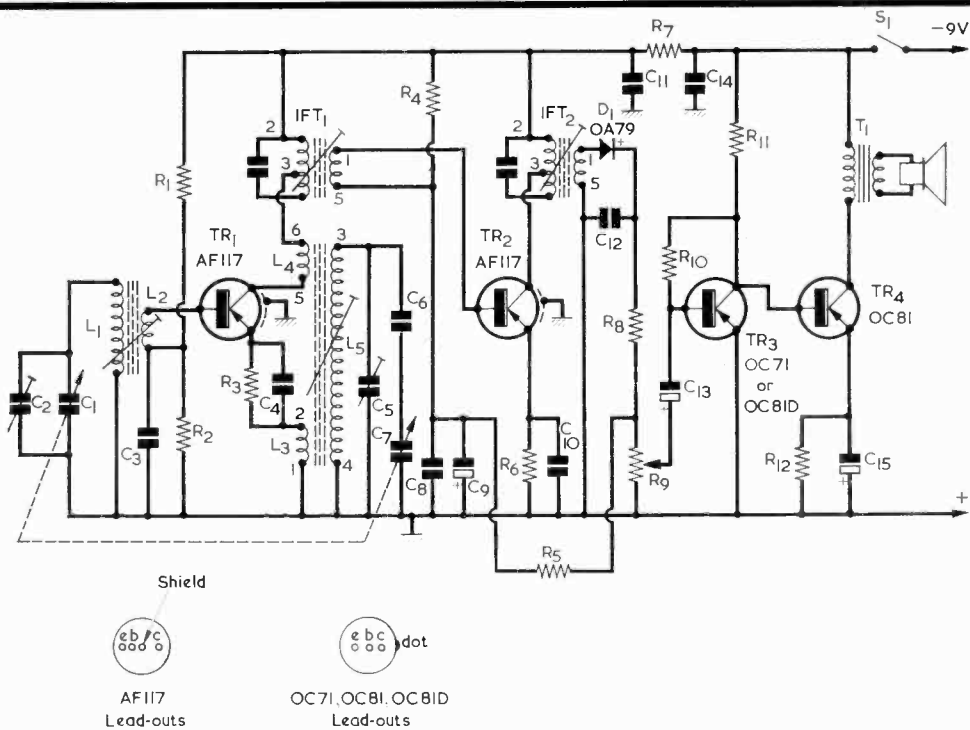 S1
-9V
R7
C11
C14
R4
IFT1
IFT2
D1
OA79
2
3
1
5
2
3
1
5
R11
T1
R1
C12
TR1
AF117
6
L4
5
3
TR2
AF117
R10
TR4
OC81
L1
L2
C6
R8
TR3
OC71
or
OC81D
C2
C1
R3
C4
L5
C5
C13
C3
R2
2
L3
1
4
C7
C8
C9
+
R6
C10
R9
R12
C15
+
+
+
R5
Shield
e b c
e b c
dot
AF117
Lead-outs
OC71, OC81, OC81D
Lead-outs